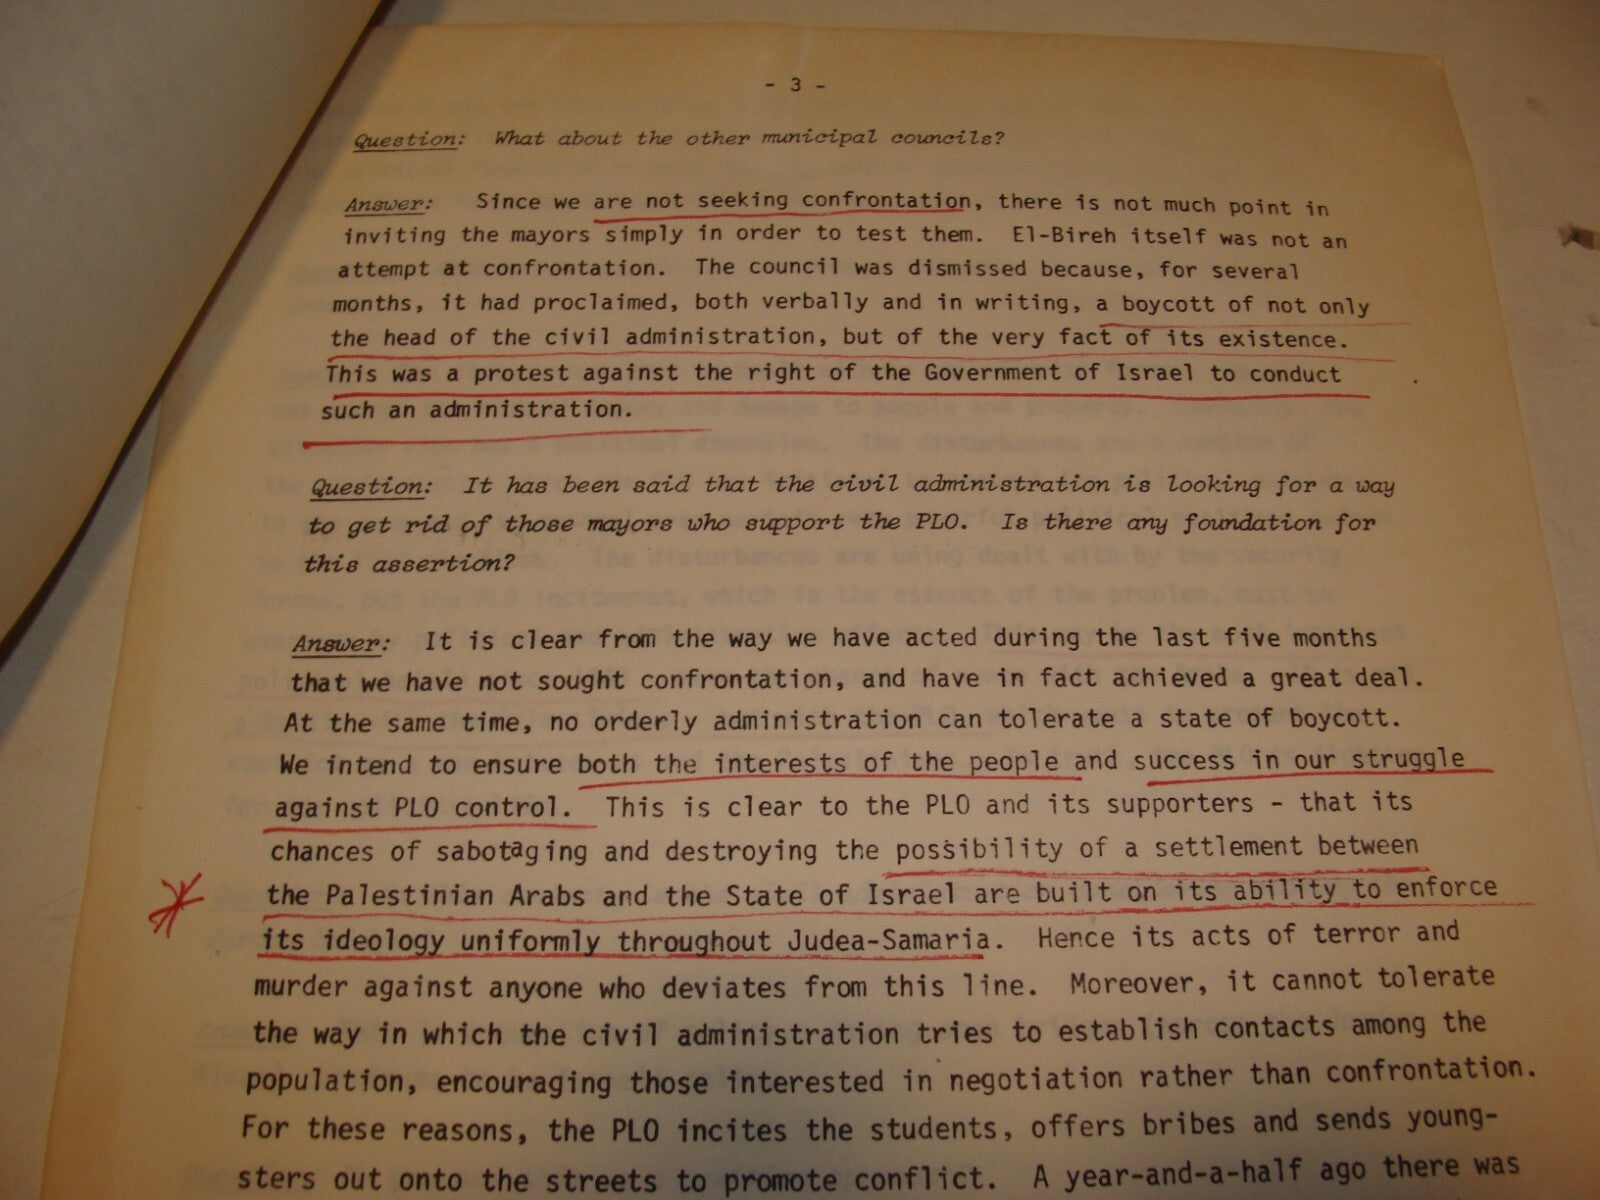 - 3 -
Question: What about the other municipal councils?
Answer: Since we are not seeking confrontation, there is not much point in
inviting the mayors simply in order to test them. El-Bireh itself was not an
attempt at confrontation. The council was dismissed because, for several
months, it had proclaimed, both verbally and in writing, a boycott of not only
the head of the civil administration, but of the very fact of its existence.
This was a protest against the right of the Government of Israel to conduct
such an administration.
Question: It has been said that the civil administration is looking for a way
to get rid of those mayors who support the PLO. Is there any foundation for
this assertion?
Answer: It is clear from the way we have acted during the last five months
that we have not sought confrontation, and have in fact achieved a great deal.
At the same time, no orderly administration can tolerate a state of boycott.
We intend to ensure both the interests of the people and success in our struggle
against PLO control. This is clear to the PLO and its supporters - that its
chances of sabotaging and destroying the possibility of a settlement between
the Palestinian Arabs and the State of Israel are built on its ability to enforce
its ideology uniformly throughout Judea-Samaria. Hence its acts of terror and
murder against anyone who deviates from this line. Moreover, it cannot tolerate
the way in which the civil administration tries to establish contacts among the
population, encouraging those interested in negotiation rather than confrontation.
For these reasons, the PLO incites the students, offers bribes and sends young-
sters out onto the streets to promote conflict. A year-and-a-half ago there was